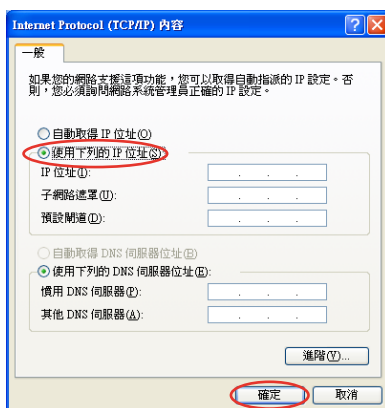 Internet Protocol (TCP/IP) 內容
一般
如果您的網路支援這項功能，您可以取得自動指派的 IP 設定。否
則，您必須詢問網路系統管理員正確的 IP 設定。
自動取得 IP 位址(O)
使用下列的 IP 位址(S):
IP 位址(I):
子網路遮罩(U):
預設閘道(D):
自動取得 DNS 伺服器位址(B)
使用下列的 DNS 伺服器位址(E):
慣用 DNS 伺服器(P):
其他 DNS 伺服器(A):
進階(V)...
確定 取消